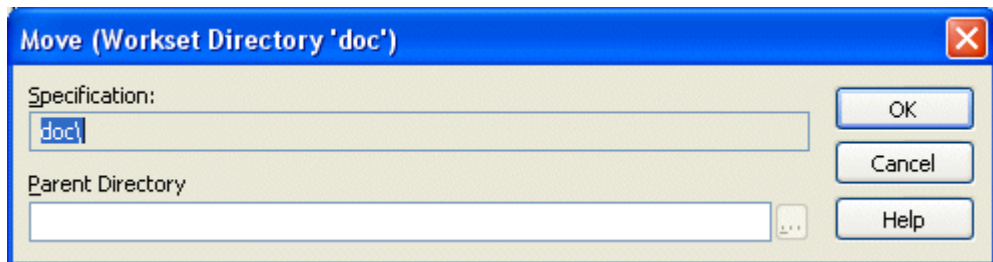 Move (Workset Directory 'doc')
Specification:
OK
doc\
Cancel
Parent Directory
...
Help